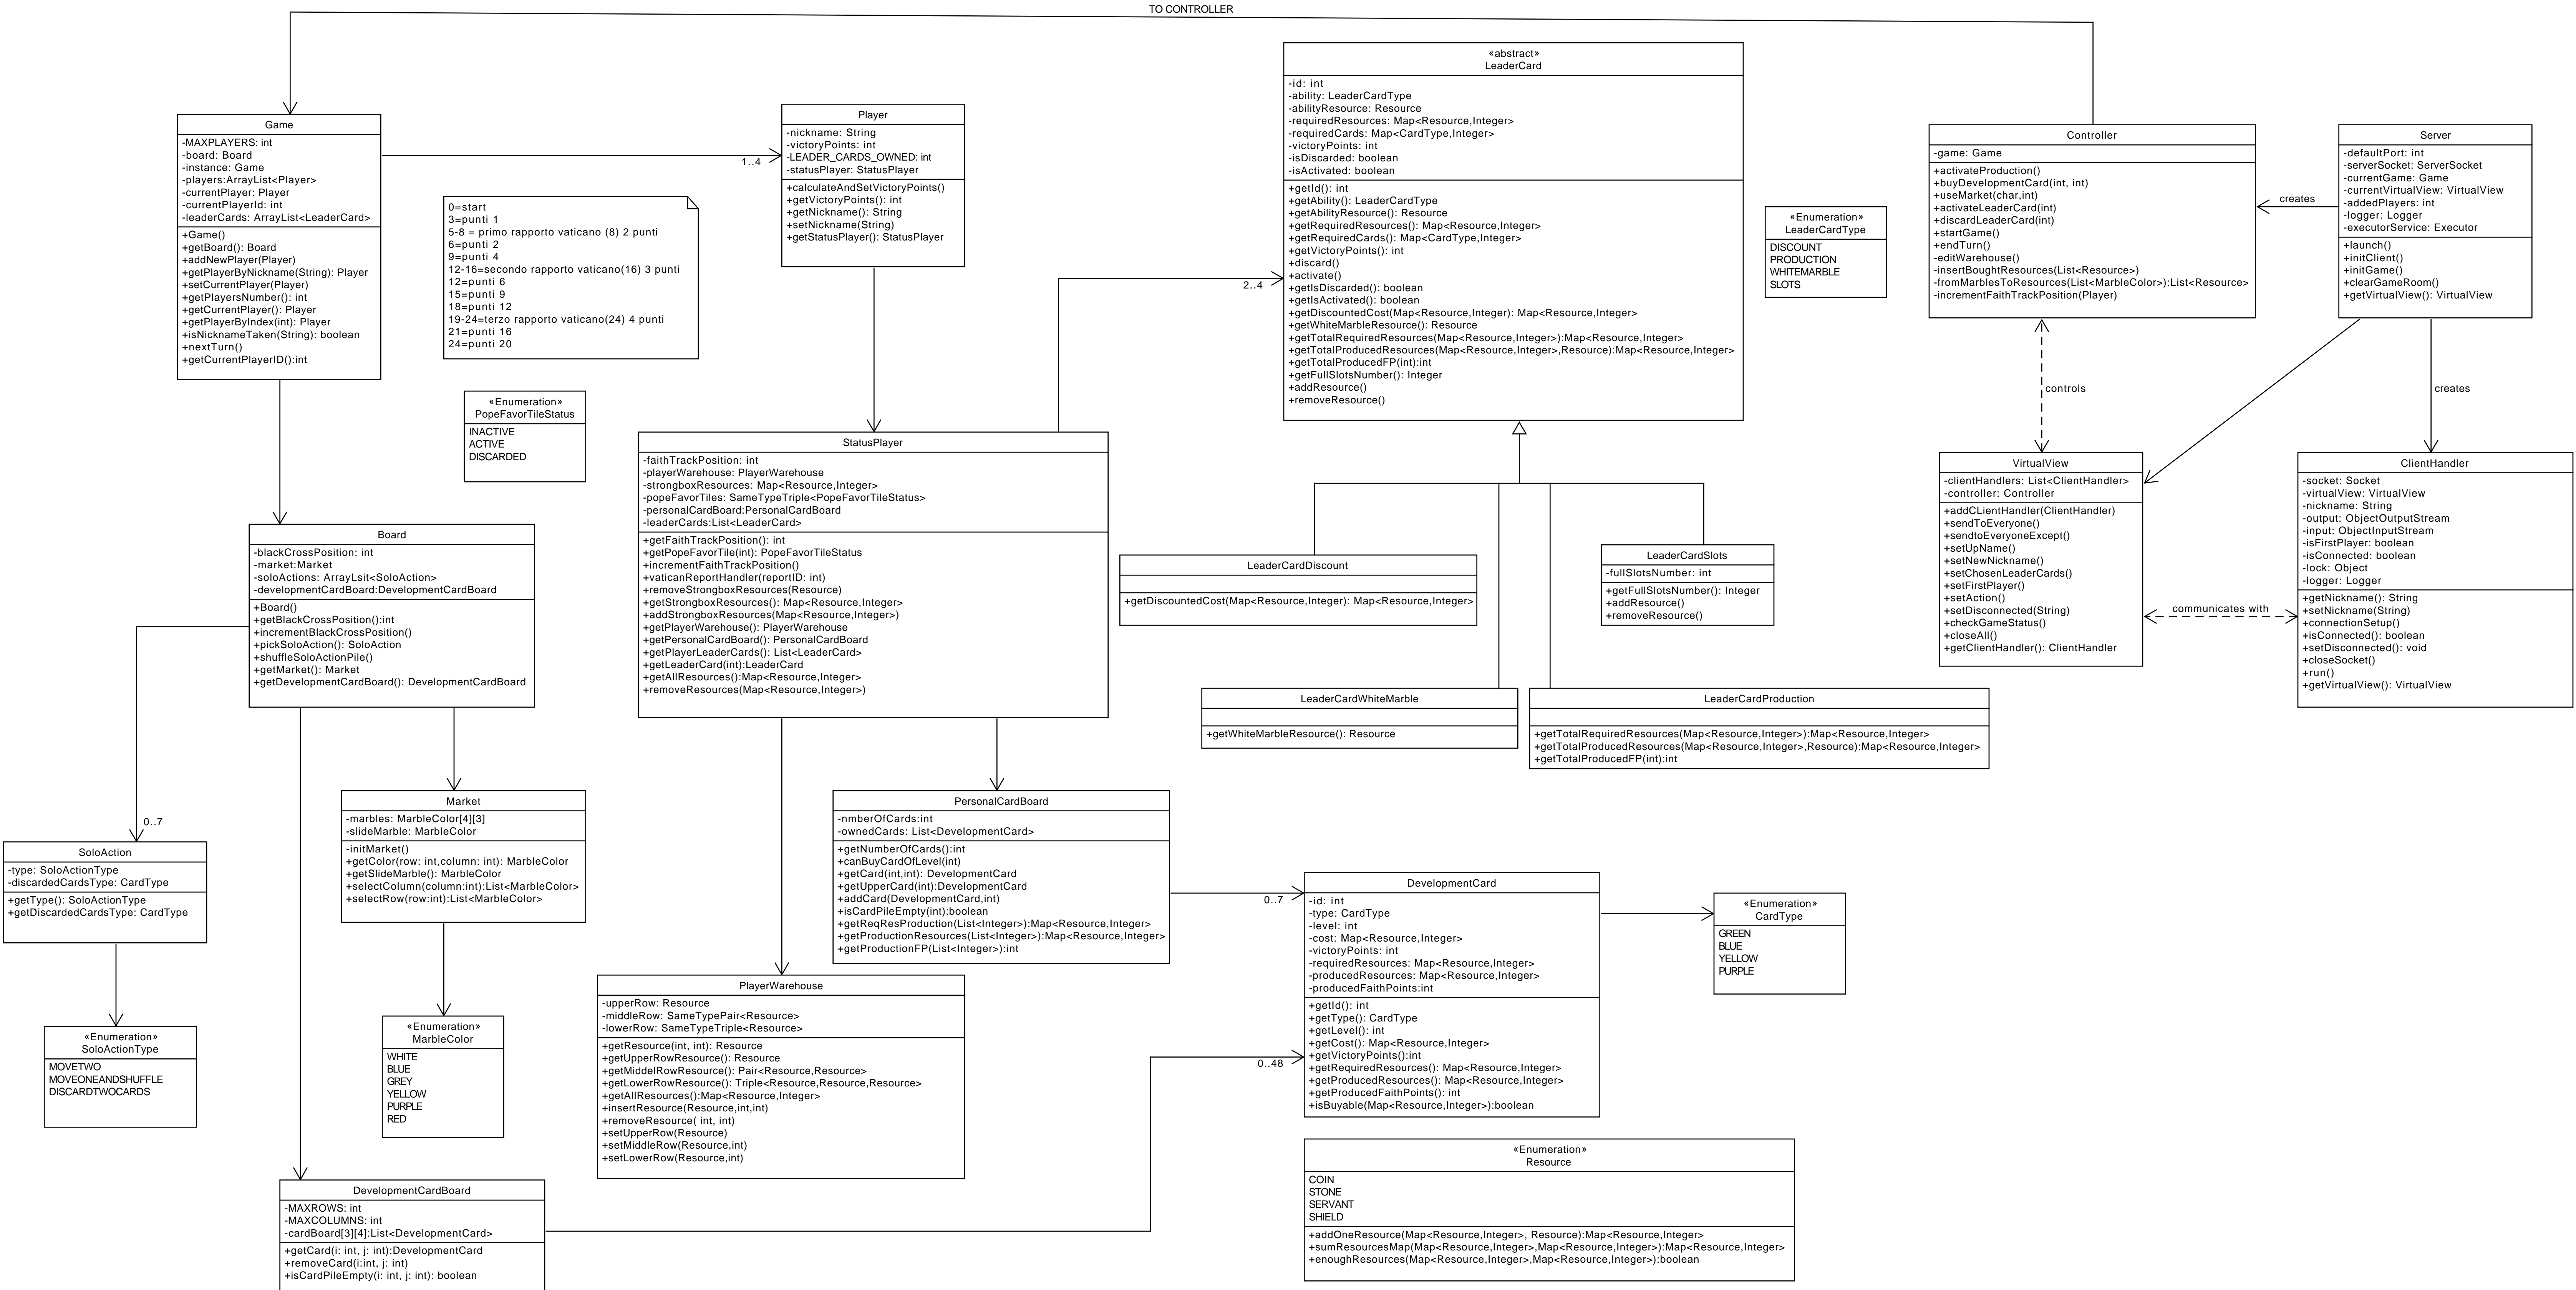 TO CONTROLLER
Game
-MAXPLAYERS: int
-board: Board
-instance: Game
-players:ArrayList<Player>
-currentPlayer: Player
-currentPlayerId: int
-leaderCards: ArrayList<LeaderCard>
+Game()
+getBoard(): Board
+addNewPlayer(Player)
+getPlayerByNickname(String): Player
+setCurrentPlayer(Player)
+getPlayersNumber(): int
+getCurrentPlayer(): Player
+getPlayerByIndex(int): Player
+isNicknameTaken(String): boolean
+nextTurn()
+getCurrentPlayerID():int
1..4
Player
-nickname: String
-victoryPoints: int
-LEADER_CARDS_OWNED: int
-statusPlayer: StatusPlayer
+calculateAndSetVictoryPoints()
+getVictoryPoints(): int
+getNickname(): String
+setNickname(String)
+getStatusPlayer(): StatusPlayer
0=start
3=punti 1
5-8 = primo rapporto vaticano (8) 2 punti
6=punti 2
9=punti 4
12-16=secondo rapporto vaticano(16) 3 punti
12=punti 6
15=punti 9
18=punti 12
19-24=terzo rapporto vaticano(24) 4 punti
21=punti 16
24=punti 20
«Enumeration»
PopeFavorTileStatus
INACTIVE
ACTIVE
DISCARDED
«abstract»
LeaderCard
-id: int
-ability: LeaderCardType
-abilityResource: Resource
-requiredResources: Map<Resource,Integer>
-requiredCards: Map<CardType,Integer>
-victoryPoints: int
-isDiscarded: boolean
-isActivated: boolean
+getId(): int
+getAbility(): LeaderCardType
+getAbilityResource(): Resource
+getRequiredResources(): Map<Resource,Integer>
+getRequiredCards(): Map<CardType,Integer>
+getVictoryPoints(): int
+discard()
+activate()
+getIsDiscarded(): boolean
+getIsActivated(): boolean
+getDiscountedCost(Map<Resource,Integer): Map<Resource,Integer>
+getWhiteMarbleResource(): Resource
+getTotalRequiredResources(Map<Resource,Integer>):Map<Resource,Integer>
+getTotalProducedResources(Map<Resource,Integer>,Resource):Map<Resource,Integer>
+getTotalProducedFP(int):int
+getFullSlotsNumber(): Integer
+addResource()
+removeResource()
2..4
«Enumeration»
LeaderCardType
DISCOUNT
PRODUCTION
WHITEMARBLE
SLOTS
Controller
-game: Game
+activateProduction()
+buyDevelopmentCard(int, int)
+useMarket(char,int)
+activateLeaderCard(int)
+discardLeaderCard(int)
+startGame()
+endTurn()
-editWarehouse()
-insertBoughtResources(List<Resource>)
-fromMarblesToResources(List<MarbleColor>):List<Resource>
-incrementFaithTrackPosition(Player)
creates
Server
-defaultPort: int
-serverSocket: ServerSocket
-currentGame: Game
-currentVirtualView: VirtualView
-addedPlayers: int
-logger: Logger
-executorService: Executor
+launch()
+initClient()
+initGame()
+clearGameRoom()
+getVirtualView(): VirtualView
controls
creates
StatusPlayer
-faithTrackPosition: int
-playerWarehouse: PlayerWarehouse
-strongboxResources: Map<Resource,Integer>
-popeFavorTiles: SameTypeTriple<PopeFavorTileStatus>
-personalCardBoard:PersonalCardBoard
-leaderCards:List<LeaderCard>
+getFaithTrackPosition(): int
+getPopeFavorTile(int): PopeFavorTileStatus
+incrementFaithTrackPosition()
+vaticanReportHandler(reportID: int)
+removeStrongboxResources(Resource)
+getStrongboxResources(): Map<Resource,Integer>
+addStrongboxResources(Map<Resource,Integer>)
+getPlayerWarehouse(): PlayerWarehouse
+getPersonalCardBoard(): PersonalCardBoard
+getPlayerLeaderCards(): List<LeaderCard>
+getLeaderCard(int):LeaderCard
+getAllResources():Map<Resource,Integer>
+removeResources(Map<Resource,Integer>)
VirtualView
-clientHandlers: List<ClientHandler>
-controller: Controller
+addCLientHandler(ClientHandler)
+sendToEveryone()
+sendtoEveryoneExcept()
+setUpName()
+setNewNickname()
+setChosenLeaderCards()
+setFirstPlayer()
+setAction()
+setDisconnected(String)
+checkGameStatus()
+closeAll()
+getClientHandler(): ClientHandler
communicates with
ClientHandler
-socket: Socket
-virtualView: VirtualView
-nickname: String
-output: ObjectOutputStream
-input: ObjectInputStream
-isFirstPlayer: boolean
-isConnected: boolean
-lock: Object
-logger: Logger
+getNickname(): String
+setNickname(String)
+connectionSetup()
+isConnected(): boolean
+setDisconnected(): void
+closeSocket()
+run()
+getVirtualView(): VirtualView
Board
-blackCrossPosition: int
-market:Market
-soloActions: ArrayLsit<SoloAction>
-developmentCardBoard:DevelopmentCardBoard
+Board()
+getBlackCrossPosition():int
+incrementBlackCrossPosition()
+pickSoloAction(): SoloAction
+shuffleSoloActionPile()
+getMarket(): Market
+getDevelopmentCardBoard(): DevelopmentCardBoard
LeaderCardDiscount
+getDiscountedCost(Map<Resource,Integer): Map<Resource,Integer>
LeaderCardSlots
-fullSlotsNumber: int
+getFullSlotsNumber(): Integer
+addResource()
+removeResource()
LeaderCardWhiteMarble
+getWhiteMarbleResource(): Resource
LeaderCardProduction
+getTotalRequiredResources(Map<Resource,Integer>):Map<Resource,Integer>
+getTotalProducedResources(Map<Resource,Integer>,Resource):Map<Resource,Integer>
+getTotalProducedFP(int):int
0..7
SoloAction
-type: SoloActionType
-discardedCardsType: CardType
+getType(): SoloActionType
+getDiscardedCardsType: CardType
Market
-marbles: MarbleColor[4][3]
-slideMarble: MarbleColor
-initMarket()
+getColor(row: int,column: int): MarbleColor
+getSlideMarble(): MarbleColor
+selectColumn(column:int):List<MarbleColor>
+selectRow(row:int):List<MarbleColor>
PersonalCardBoard
-nmberOfCards:int
-ownedCards: List<DevelopmentCard>
+getNumberOfCards():int
+canBuyCardOfLevel(int)
+getCard(int,int): DevelopmentCard
+getUpperCard(int):DevelopmentCard
+addCard(DevelopmentCard,int)
+isCardPileEmpty(int):boolean
+getReqResProduction(List<Integer>):Map<Resource,Integer>
+getProductionResources(List<Integer>):Map<Resource,Integer>
+getProductionFP(List<Integer>):int
0..7
DevelopmentCard
-id: int
-type: CardType
-level: int
-cost: Map<Resource,Integer>
-victoryPoints: int
-requiredResources: Map<Resource,Integer>
-producedResources: Map<Resource,Integer>
-producedFaithPoints:int
+getId(): int
+getType(): CardType
+getLevel(): int
+getCost(): Map<Resource,Integer>
+getVictoryPoints():int
+getRequiredResources(): Map<Resource,Integer>
+getProducedResources(): Map<Resource,Integer>
+getProducedFaithPoints(): int
+isBuyable(Map<Resource,Integer>):boolean
0..48
«Enumeration»
CardType
GREEN
BLUE
YELLOW
PURPLE
PlayerWarehouse
-upperRow: Resource
-middleRow: SameTypePair<Resource>
-lowerRow: SameTypeTriple<Resource>
+getResource(int, int): Resource
+getUpperRowResource(): Resource
+getMiddelRowResource(): Pair<Resource,Resource>
+getLowerRowResource(): Triple<Resource,Resource,Resource>
+getAllResources():Map<Resource,Integer>
+insertResource(Resource,int,int)
+removeResource( int, int)
+setUpperRow(Resource)
+setMiddleRow(Resource,int)
+setLowerRow(Resource,int)
«Enumeration»
SoloActionType
MOVETWO
MOVEONEANDSHUFFLE
DISCARDTWOCARDS
«Enumeration»
MarbleColor
WHITE
BLUE
GREY
YELLOW
PURPLE
RED
«Enumeration»
Resource
COIN
STONE
SERVANT
SHIELD
+addOneResource(Map<Resource,Integer>, Resource):Map<Resource,Integer>
+sumResourcesMap(Map<Resource,Integer>,Map<Resource,Integer>):Map<Resource,Integer>
+enoughResources(Map<Resource,Integer>,Map<Resource,Integer>):boolean
DevelopmentCardBoard
-MAXROWS: int
-MAXCOLUMNS: int
-cardBoard[3][4]:List<DevelopmentCard>
+getCard(i: int, j: int):DevelopmentCard
+removeCard(i:int, j: int)
+isCardPileEmpty(i: int, j: int): boolean